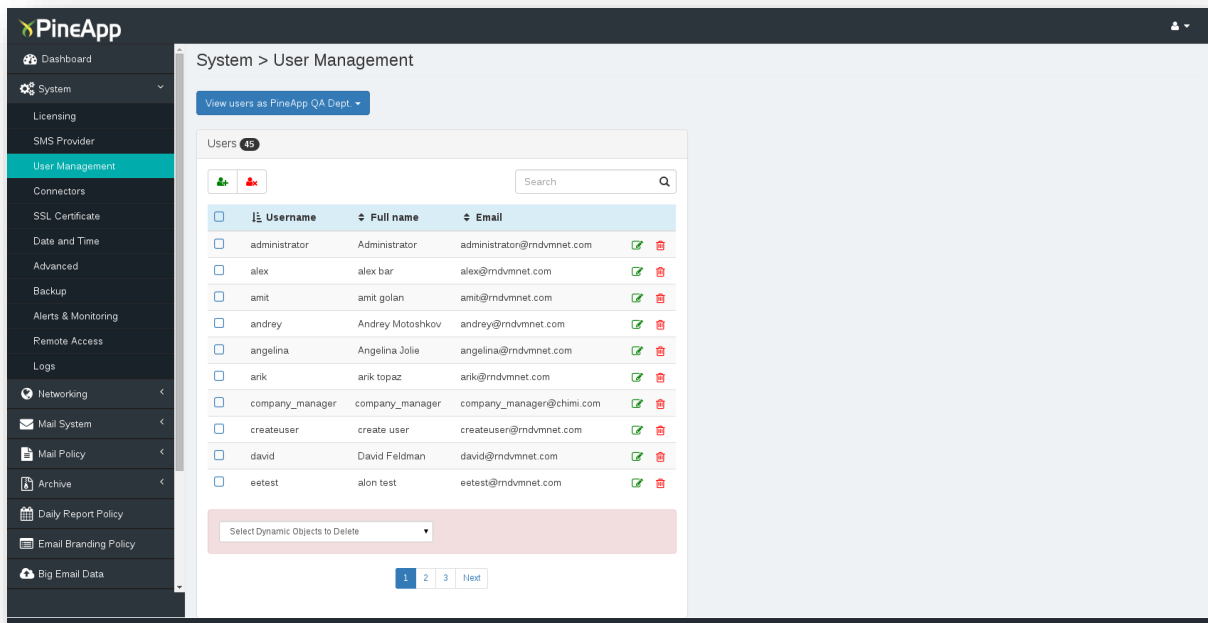 PineApp
Dashboard
System > User Management
System
View users as PineApp QA Dept.
Licensing
SMS Provider
User Management
Connectors
SSL Certificate
Date and Time
Advanced
Backup
Alerts & Monitoring
Remote Access
Logs
Networking
Mail System
Mail Policy
Archive
Daily Report Policy
Email Branding Policy
Big Email Data
Users 45
Search
Username Full name Email
administrator Administrator administrator@rndvmnet.com
alex alex bar alex@rndvmnet.com
amit amit golan amit@rndvmnet.com
andrey Andrey Motoshkov andrey@rndvmnet.com
angelina Angelina Jolie angelina@rndvmnet.com
arik arik topaz arik@rndvmnet.com
company_manager company_manager company_manager@chimi.com
createuser create user createuser@rndvmnet.com
david David Feldman david@rndvmnet.com
eetest alon test eetest@rndvmnet.com
Select Dynamic Objects to Delete
1 2 3 Next